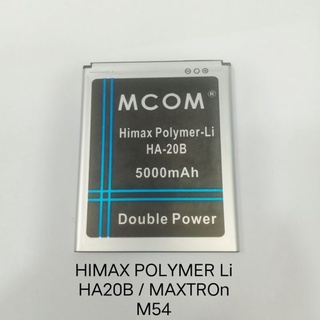 MCOM®
Himax Polymer-Li
HA-20B
5000mAh
Double Power
HIMAX POLYMER Li
HA20B / MAXTROn
M54